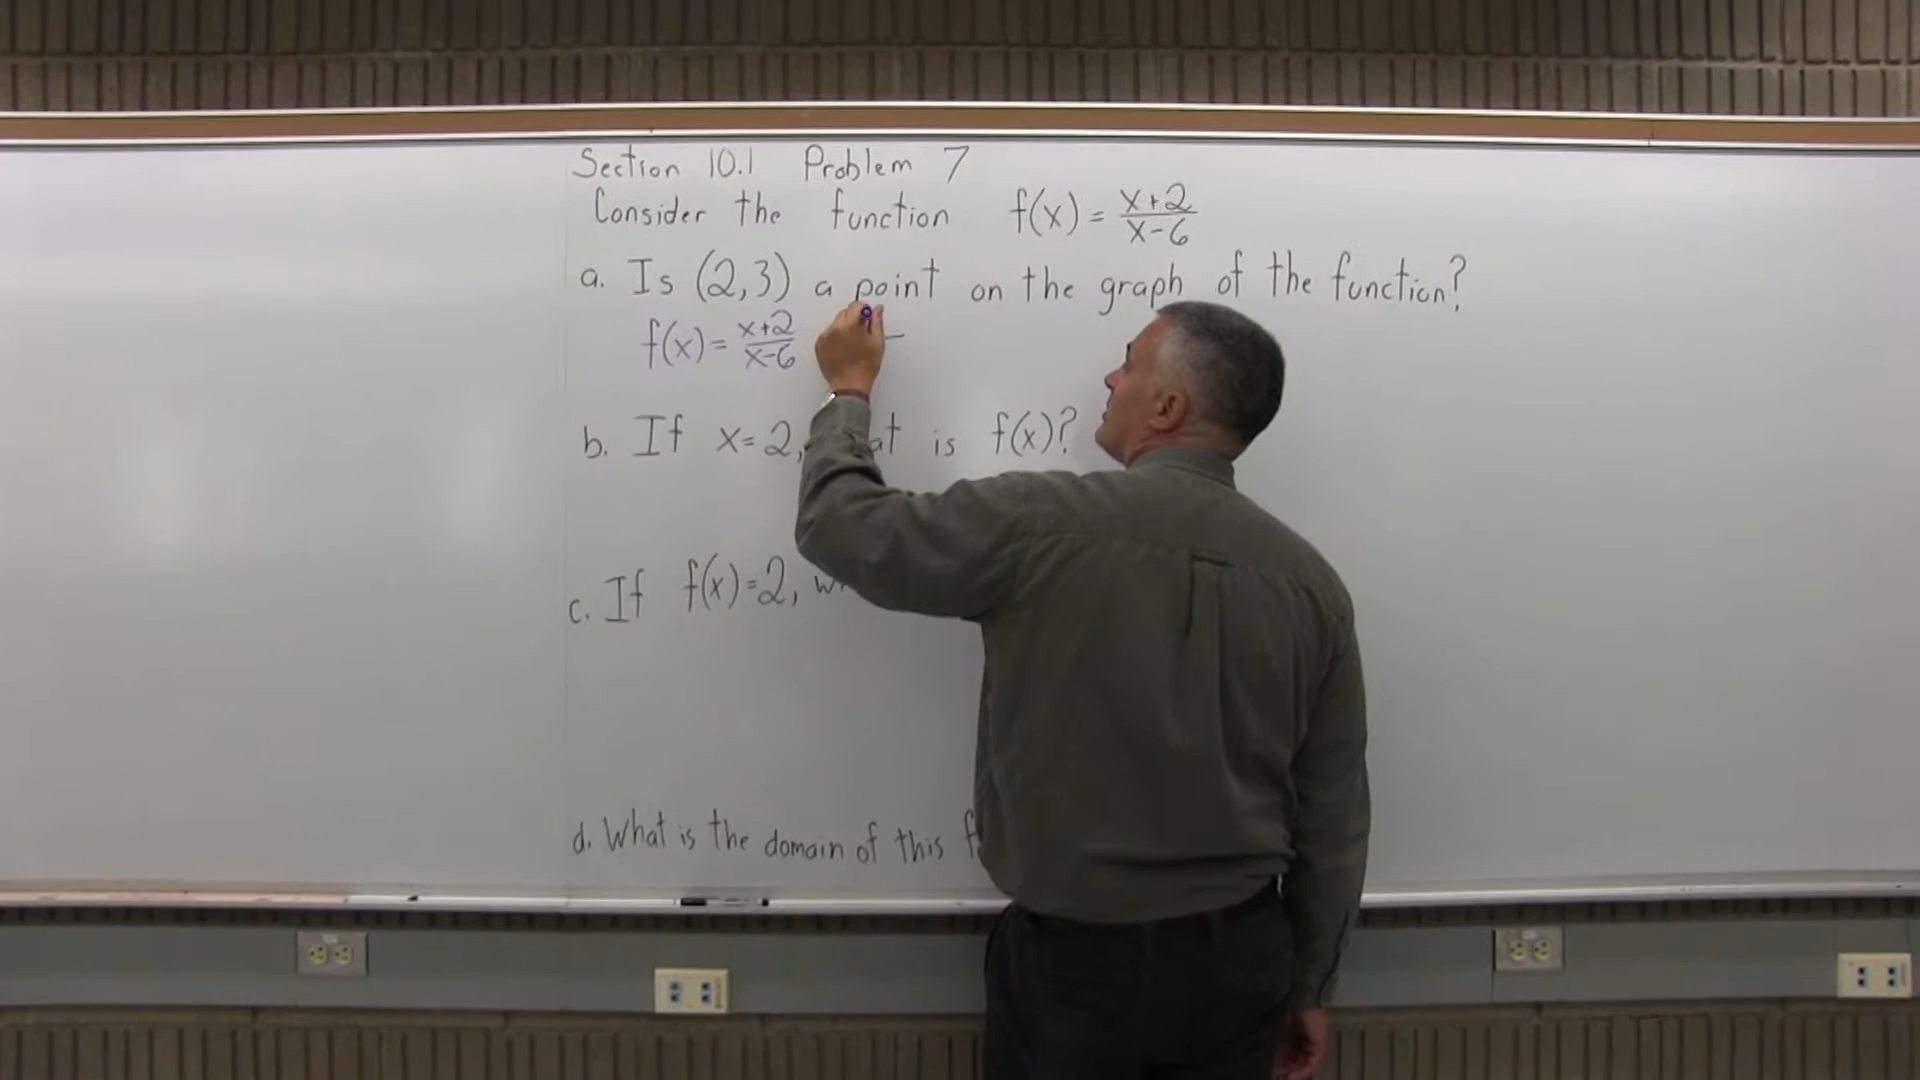 Section 10.1 Problem 7
Consider the function f(x) = x+2/x-6
a. Is (2,3) a point on the graph of the function?
f(x) = x+2/x-6
b. If x=2, is f(x)?
c. If f(x)=2,
d. What is the domain of this